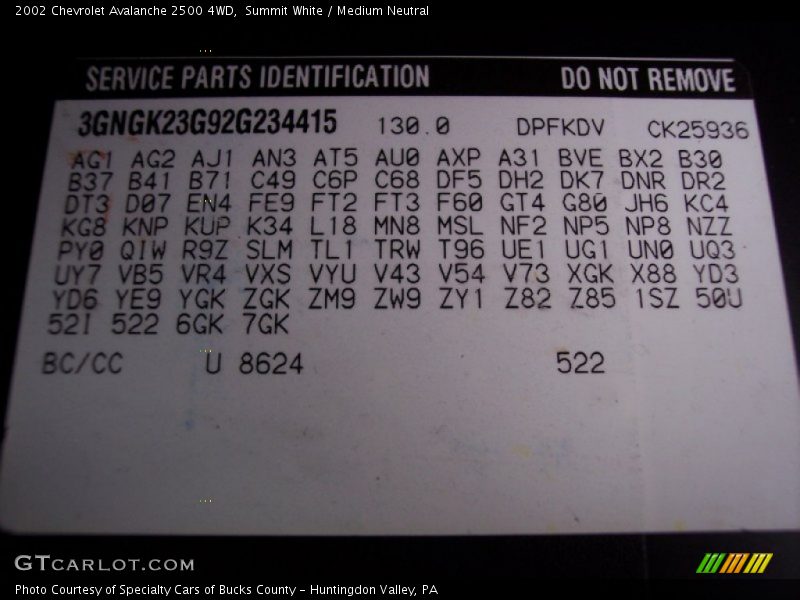 2002 Chevrolet Avalanche 2500 4WD, Summit White / Medium Neutral
SERVICE PARTS IDENTIFICATION DO NOT REMOVE
3GNGK23G92G234415 130.0 DPFKDV CK25936
AG1 AG2 AJ1 AN3 AT5 AU0 AXP A31 BVE BX2 B30
B37 B41 B71 C49 C6P C68 DF5 DH2 DK7 DNR DR2
DT3 D07 EN4 FE9 FT2 FT3 F60 GT4 G80 JH6 KC4
KG8 KNP KUP K34 L18 MN8 MSL NF2 NP5 NP8 NZZ
PY0 QIW R9Z SLM TL1 TRW T96 UE1 UG1 UN0 UQ3
UY7 VB5 VR4 VXS VYU V43 V54 V73 XGK X88 YD3
YD6 YE9 YGK ZGK ZM9 ZW9 ZY1 Z82 Z85 1SZ 50U
52I 522 6GK 7GK
BC/CC U 8624 522
GTCARLOT.COM
Photo Courtesy of Specialty Cars of Bucks County - Huntingdon Valley, PA